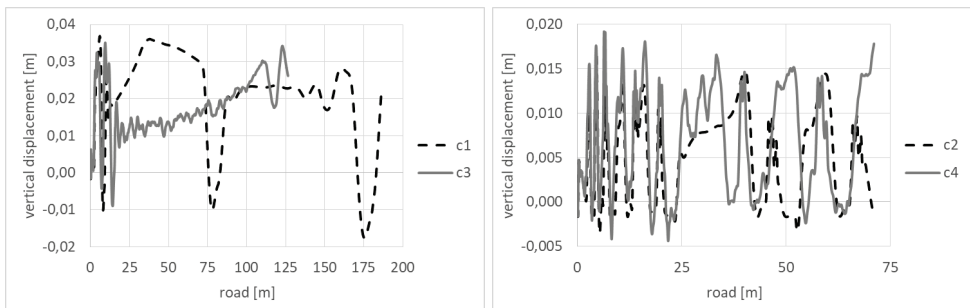 0,04
0,03
0,02
0,01
0,00
-0,01
-0,02
vertical displacement [m]
0 25 50 75 100 125 150 175 200
road [m]
c1
c3
0,020
0,015
0,010
0,005
0,000
-0,005
vertical displacement [m]
0 25 50 75
road [m]
c2
c4